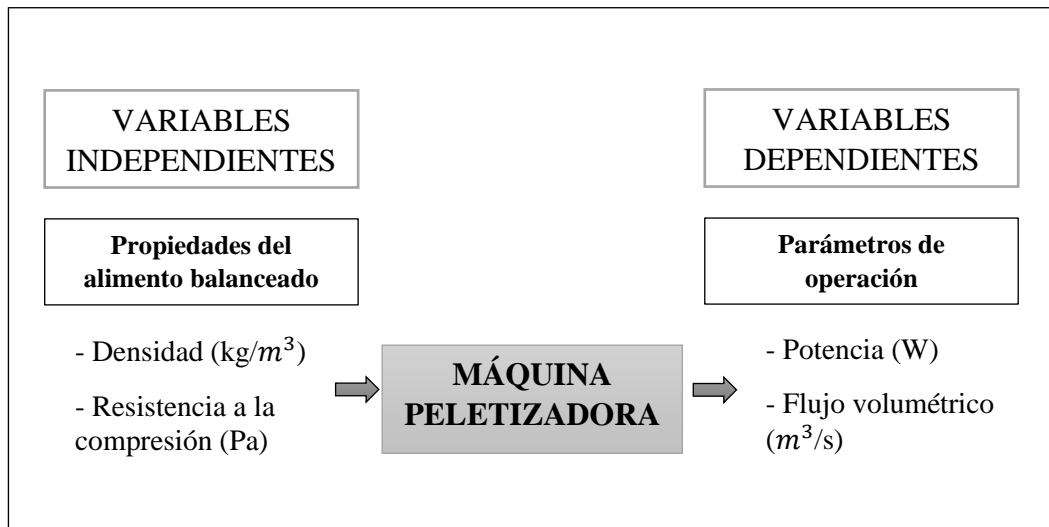 VARIABLES
INDEPENDIENTES
Propiedades del
alimento balanceado
- Densidad (kg/m³)
- Resistencia a la
compresión (Pa)
MÁQUINA
PELETIZADORA
VARIABLES
DEPENDIENTES
Parámetros de
operación
- Potencia (W)
- Flujo volumétrico
(m³/s)